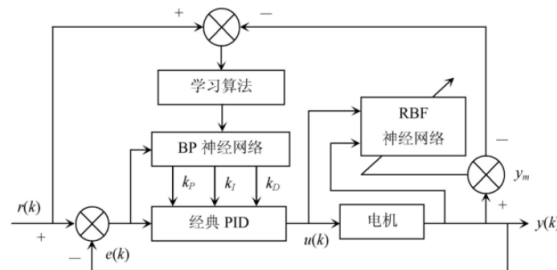 + −
学习算法
RBF
神经网络
BP 神经网络
−
k_P k_I k_D
y_m
r(k)
+
经典 PID
电机
+
y(k)
− e(k)
u(k)